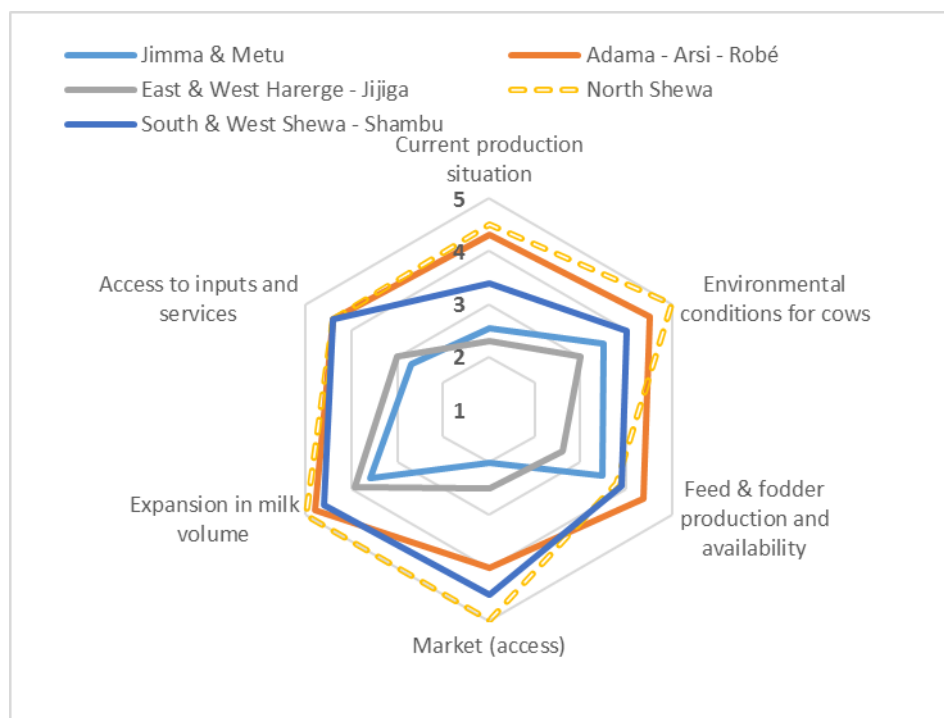 Jimma & Metu
Adama - Arsi - Robé
East & West Harerge - Jijiga
North Shewa
South & West Shewa - Shambu
Current production
situation
5
4
3
2
1
Environmental
conditions for cows
Feed & fodder
production and
availability
Market (access)
Expansion in milk
volume
Access to inputs and
services